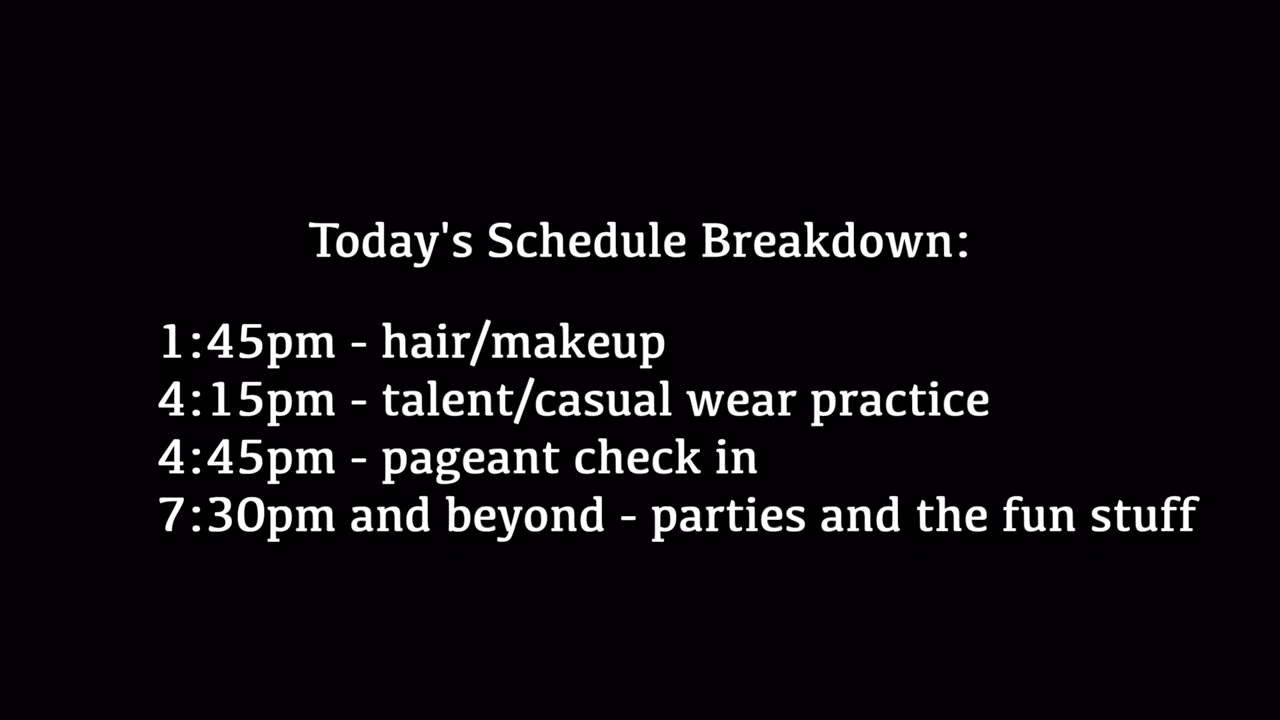 Today's Schedule Breakdown:
1:45pm - hair/makeup
4:15pm - talent/casual wear practice
4:45pm - pageant check in
7:30pm and beyond - parties and the fun stuff